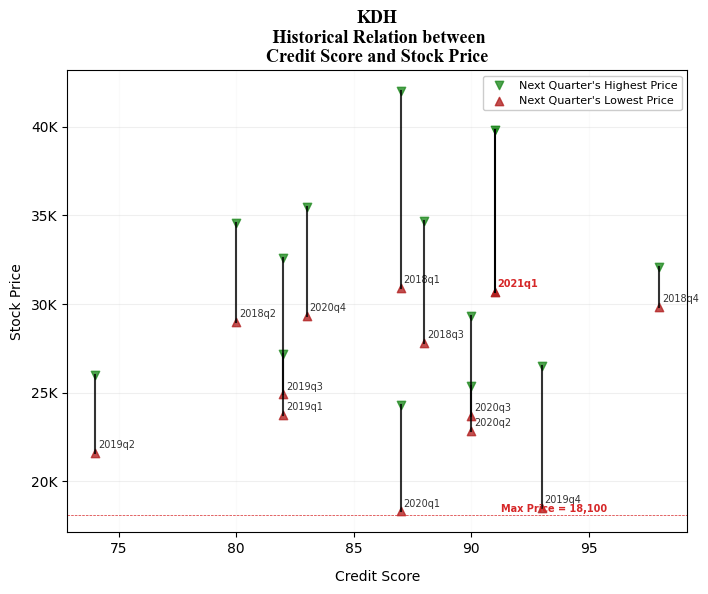 KDH
Historical Relation between
Credit Score and Stock Price
Next Quarter's Highest Price
Next Quarter's Lowest Price
40K
35K
30K
25K
20K
Stock Price
2018q1
2021q1
2018q4
2018q2
2020q4
2018q3
2019q3
2019q1
2020q3
2020q2
2019q2
2020q1
2019q4
Max Price = 18,100
75
80
85
90
95
Credit Score